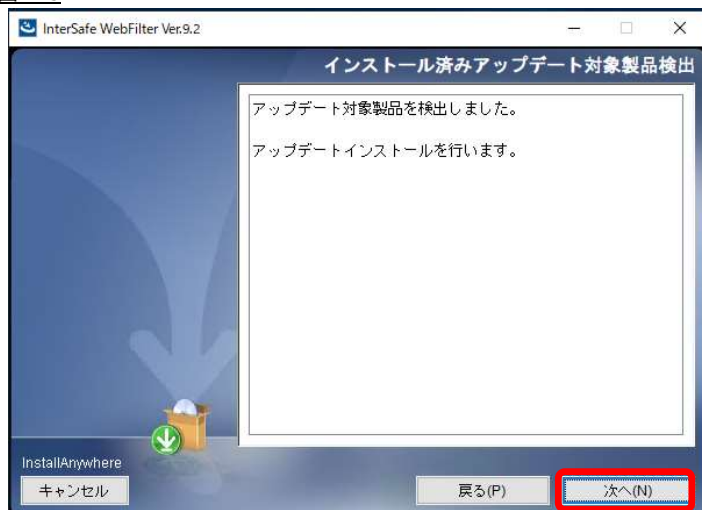 InterSafe WebFilter Ver.9.2
インストール済みアップデート対象製品検出
アップデート対象製品を検出しました。
アップデートインストールを行います。
InstallAnywhere
キャンセル
戻る(P)
次へ(N)